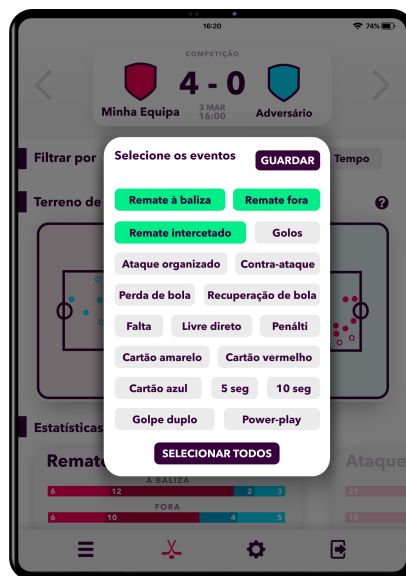 16:20
74%
COMPETIÇÃO
4 - 0
Minha Equipa
3 MAR
16:00
Adversário
Filtrar por
Tempo
Selecione os eventos
GUARDAR
Terreno de
?
Remate à baliza
Remate fora
Remate intercetado
Golos
Ataque organizado
Contra-ataque
Perda de bola
Recuperação de bola
Falta
Livre direto
Penálti
Cartão amarelo
Cartão vermelho
Cartão azul
5 seg
10 seg
Golpe duplo
Power-play
SELECIONAR TODOS
Estatísticas
Remate
Ataque
À BALIZA
6 12 2 3
21
FORA
6 10 4 5